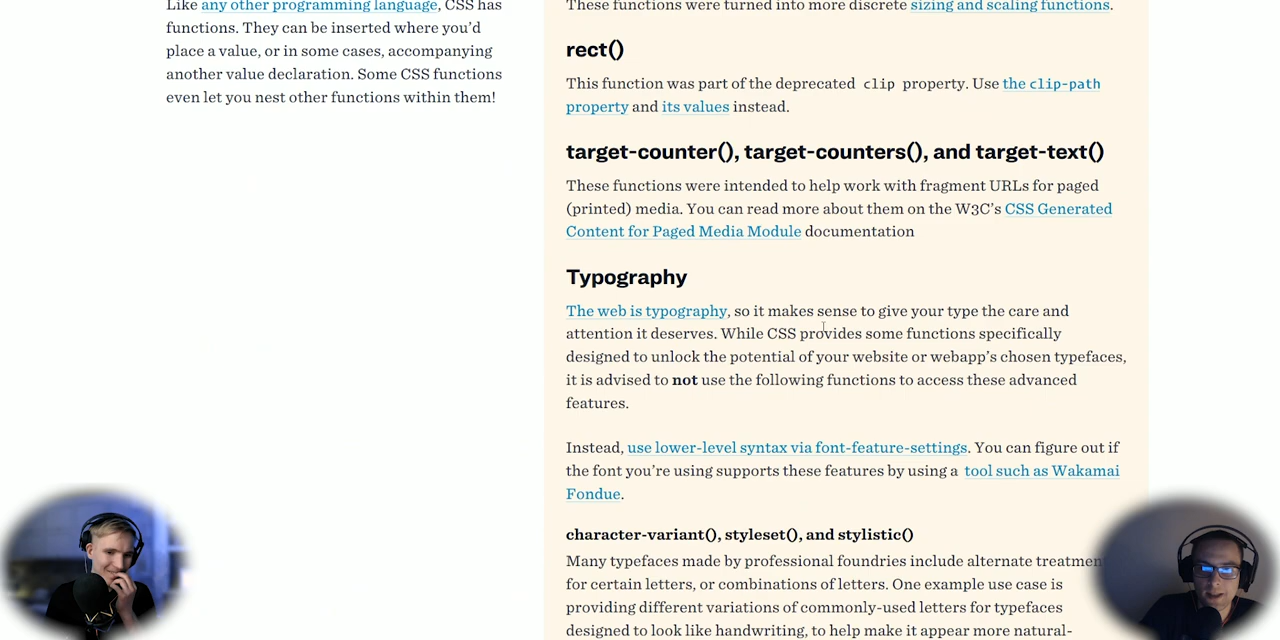 Like any other programming language, CSS has
functions. They can be inserted where you'd
place a value, or in some cases, accompanying
another value declaration. Some CSS functions
even let you nest other functions within them!
These functions were turned into more discrete sizing and scaling functions.
rect()
This function was part of the deprecated clip property. Use the clip-path
property and its values instead.
target-counter(), target-counters(), and target-text()
These functions were intended to help work with fragment URLs for paged
(printed) media. You can read more about them on the W3C's CSS Generated
Content for Paged Media Module documentation
Typography
The web is typography, so it makes sense to give your type the care and
attention it deserves. While CSS provides some functions specifically
designed to unlock the potential of your website or webapp's chosen typefaces,
it is advised to not use the following functions to access these advanced
features.
Instead, use lower-level syntax via font-feature-settings. You can figure out if
the font you're using supports these features by using a tool such as Wakamai
Fondue.
character-variant(), styleset(), and stylistic()
Many typefaces made by professional foundries include alternate
for certain letters, or combinations of letters. One example use case is
providing different variations of commonly-used letters for typefaces
designed to look like handwriting, to help make it appear more natural-